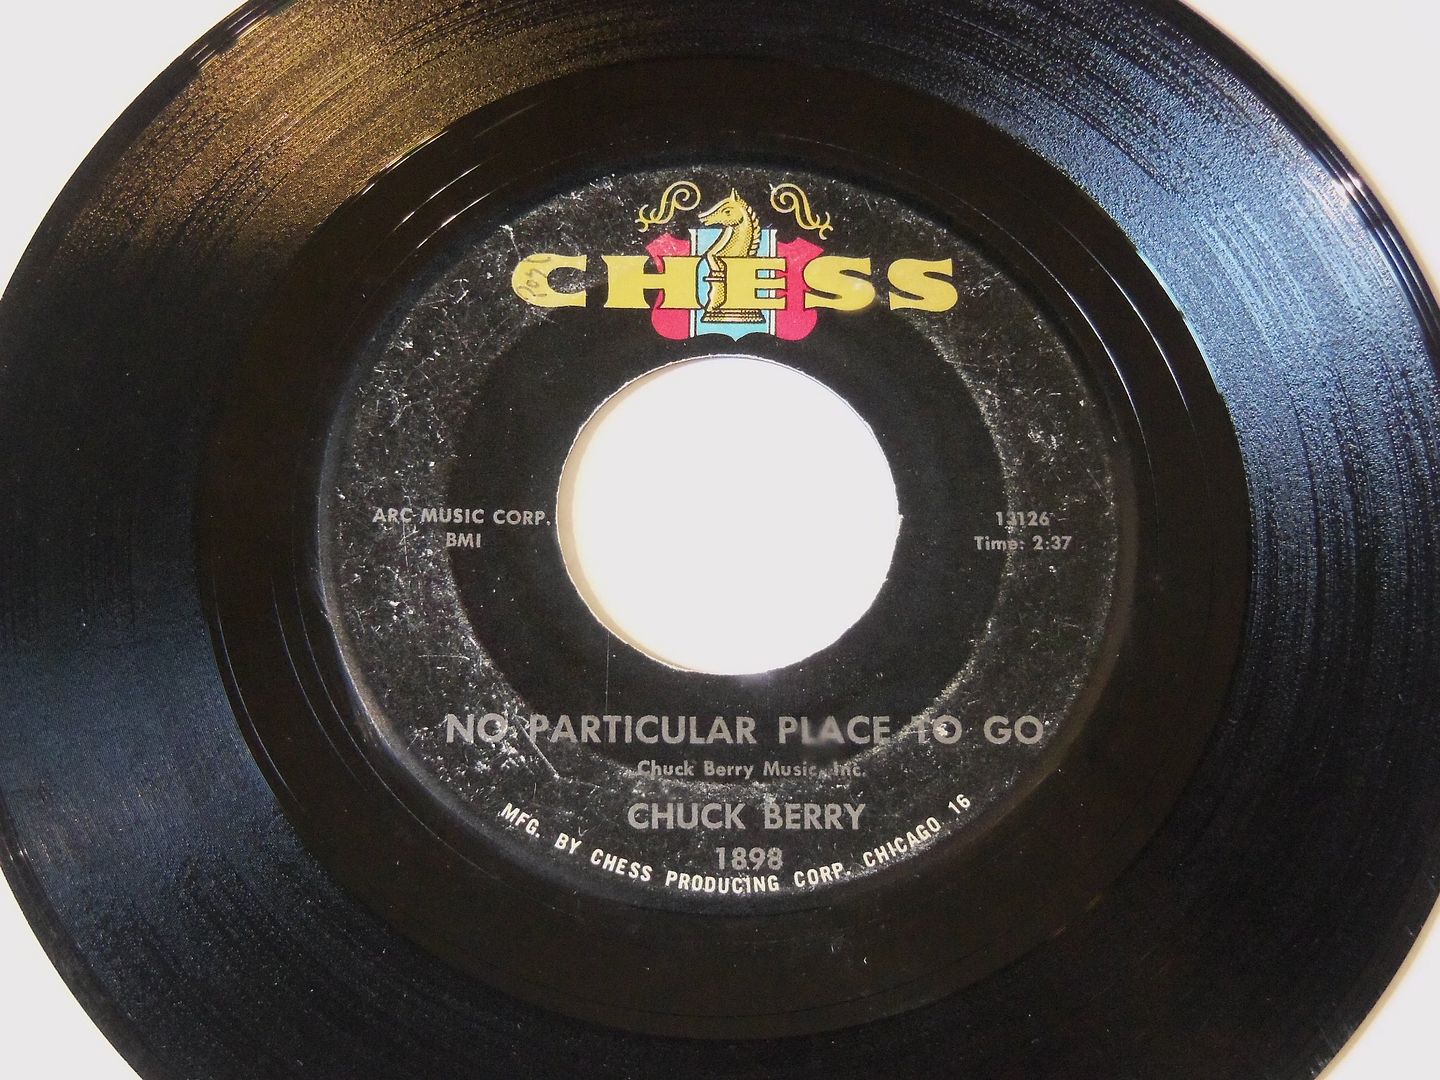 CHESS
ARC MUSIC CORP.
BMI
13126
Time: 2:37
NO PARTICULAR PLACE TO GO
Chuck Berry Music, Inc.
CHUCK BERRY
1898
MFG. BY CHESS PRODUCING CORP. CHICAGO 16